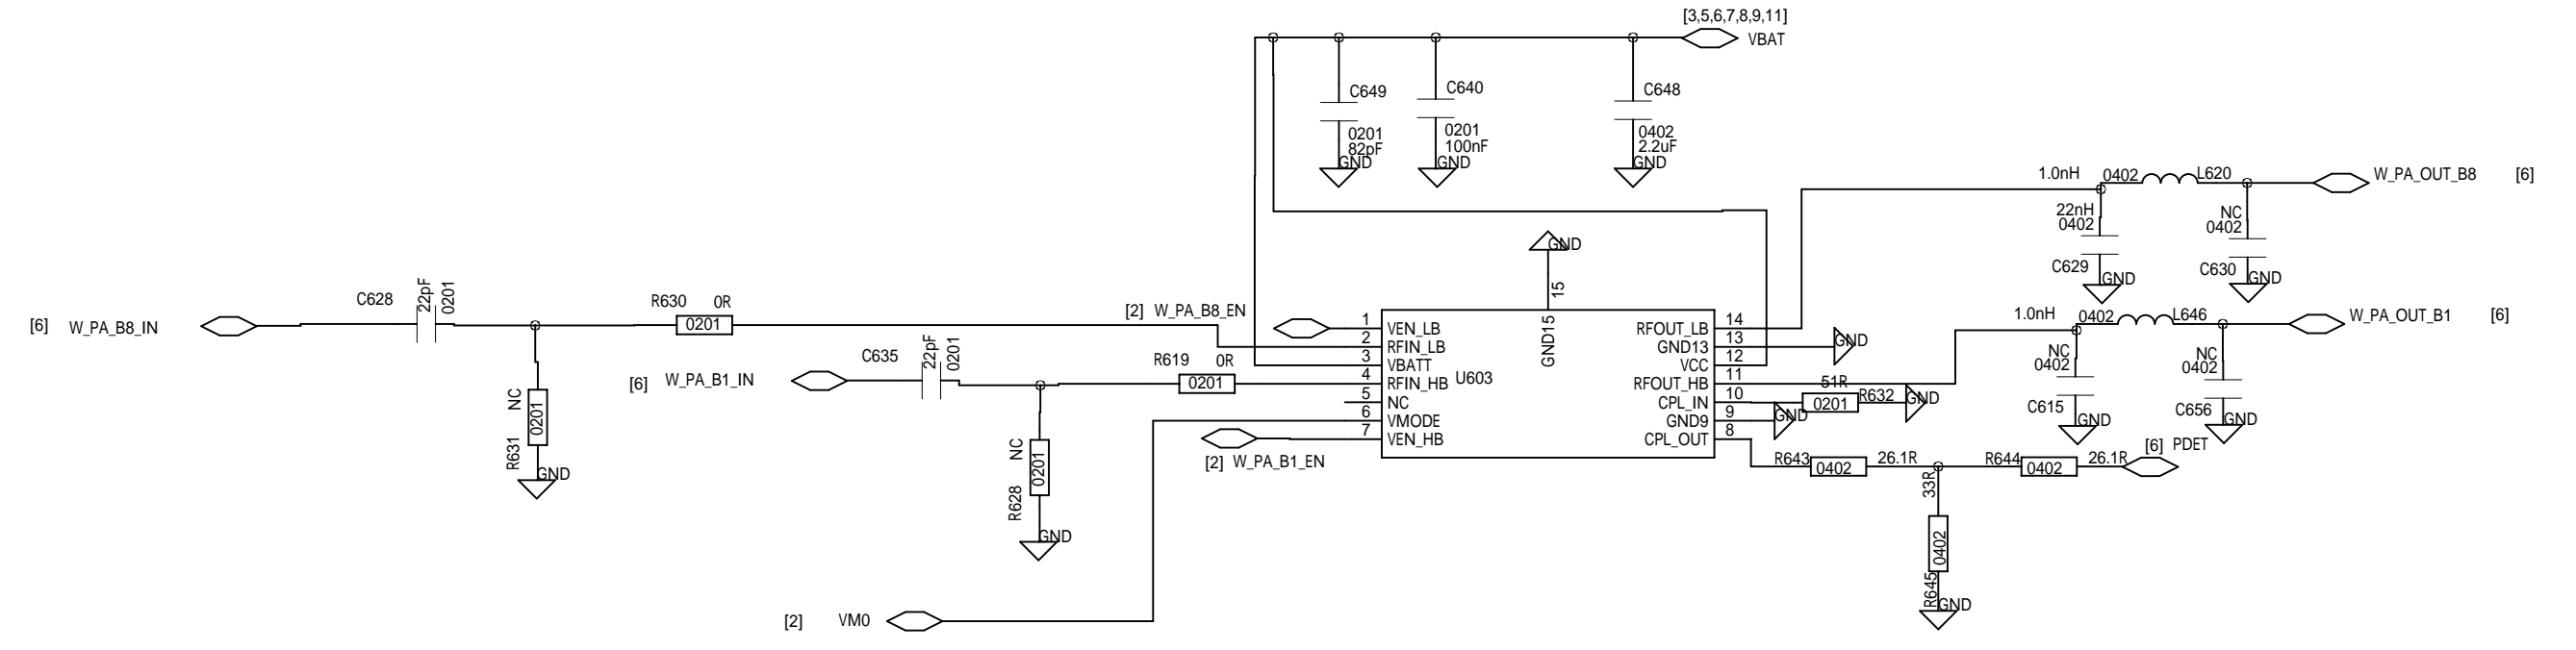 [3,5,6,7,8,9,11]
VBAT
C649
0201
82pF
GND
C640
0201
100nF
GND
C648
0402
2.2uF
GND
1.0nH
0402
L620
W_PA_OUT_B8
[6]
22nH
0402
C629
GND
NC
0402
C630
GND
GND
15
GND15
C628
22pF
0201
R630
0R
0201
[2]
W_PA_B8_EN
[6]
W_PA_B8_IN
1
VEN_LB
2
RFIN_LB
3
VBATT
4
RFIN_HB
5
NC
6
VMODE
7
VEN_HB
U603
RFOUT_LB
14
GND13
13
GND
VCC
12
RFOUT_HB
11
CPL_IN
10
GND9
9
GND
CPL_OUT
8
51R
0201
R632
GND
1.0nH
0402
L646
W_PA_OUT_B1
[6]
NC
0402
C615
GND
NC
0402
C656
GND
C635
22pF
0201
R619
0R
0201
[6]
W_PA_B1_IN
NC
0201
R631
GND
NC
0201
R628
GND
[2]
W_PA_B1_EN
R643
0402
26.1R
R644
0402
26.1R
[6]
PDET
33R
0402
R645
GND
[2]
VM0